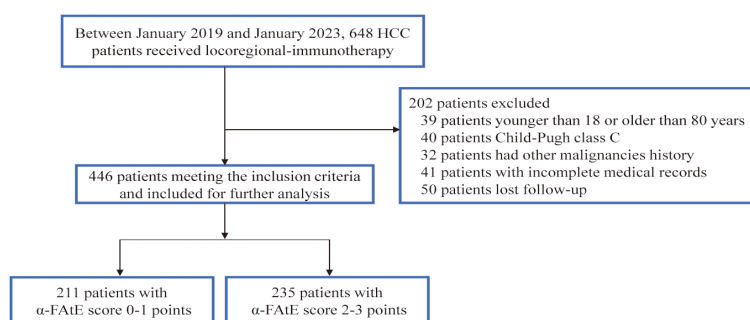 Between January 2019 and January 2023, 648 HCC
patients received locoregional-immunotherapy
202 patients excluded
39 patients younger than 18 or older than 80 years
40 patients Child-Pugh class C
32 patients had other malignancies history
41 patients with incomplete medical records
50 patients lost follow-up
446 patients meeting the inclusion criteria
and included for further analysis
211 patients with
α-FAtE score 0-1 points
235 patients with
α-FAtE score 2-3 points